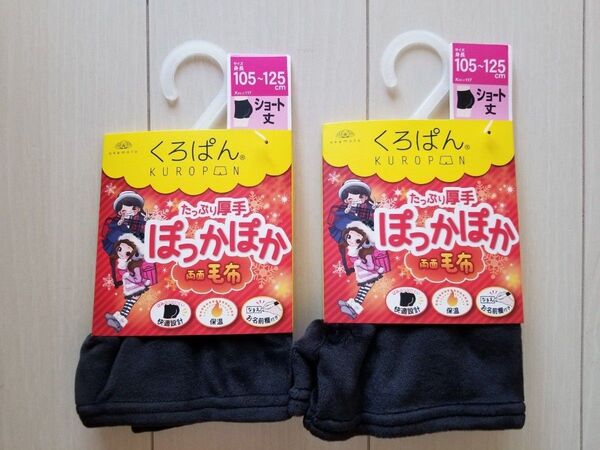 サイズ
身長
105~125
cm
ショート
丈
okamoto
くろぱん®
KUROPAN
たっぷり厚手
ぽっかぽか
両面毛布
快適設計
保温
お名前欄付き
サイズ
身長
105~125
cm
ショート
丈
okamoto
くろぱん®
KUROPAN
たっぷり厚手
ぽっかぽか
両面毛布
快適設計
保温
お名前欄付き